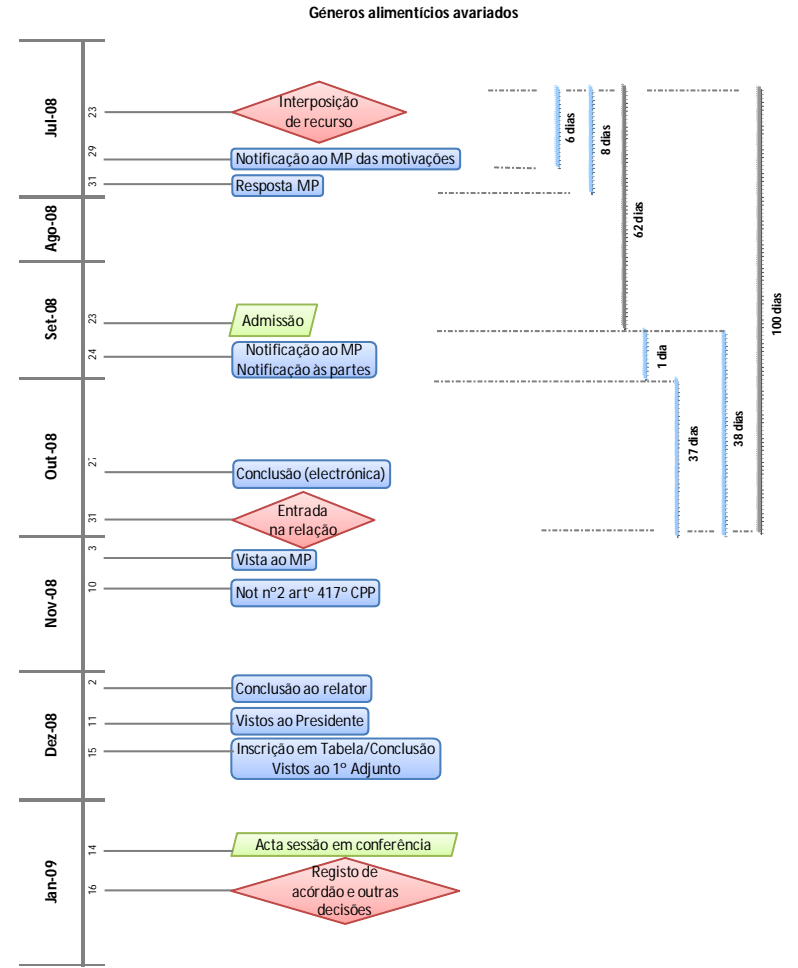 Géneros alimentícios avariados
Jul-08
23
Interposição
de recurso
29
Notificação ao MP das motivações
31
Resposta MP
6 dias
8 dias
62 dias
100 dias
Ago-08
Set-08
23
Admissão
24
Notificação ao MP
Notificação às partes
1 dia
37 dias
38 dias
Out-08
Conclusão (electrónica)
31
Entrada
na relação
Nov-08
3
Vista ao MP
10
Not nº2 artº 417º CPP
Dez-08
2
Conclusão ao relator
11
Vistos ao Presidente
15
Inscrição em Tabela/Conclusão
Vistos ao 1º Adjunto
Jan-09
14
Acta sessão em conferência
16
Registo de
acórdão e outras
decisões